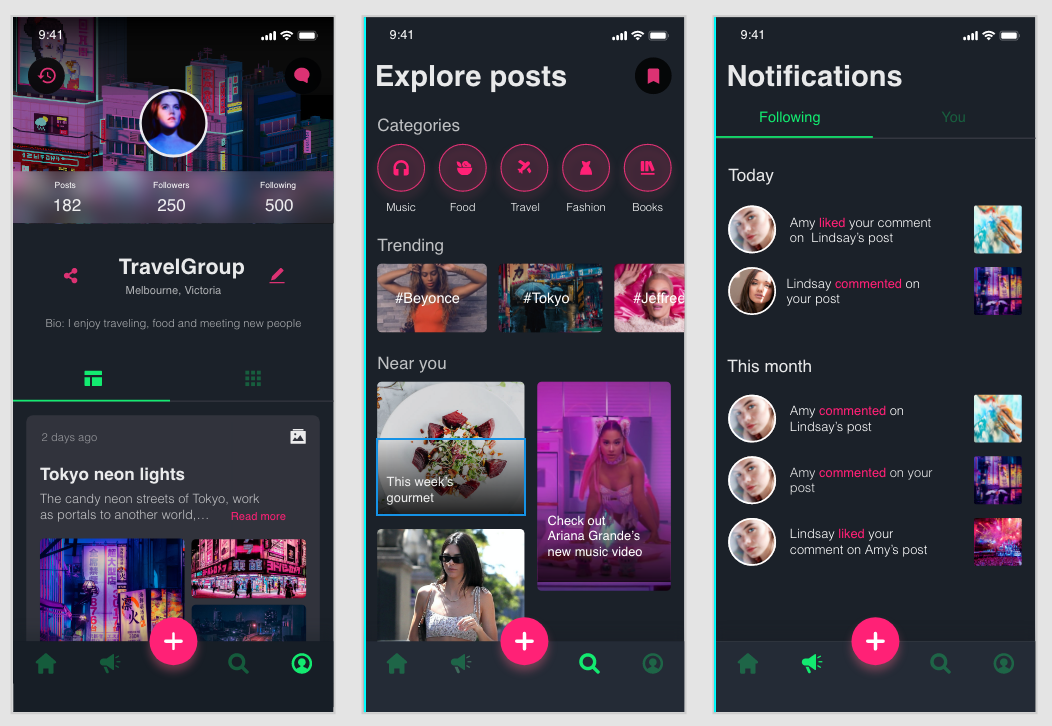 9:41
Posts
Followers
Following
182
250
500
TravelGroup
Melbourne, Victoria
Bio: I enjoy traveling, food and meeting new people
2 days ago
Tokyo neon lights
The candy neon streets of Tokyo, work
as portals to another world,... Read more
9:41
Explore posts
Categories
Music
Food
Travel
Fashion
Books
Trending
#Beyonce
#Tokyo
#Jeffree
Near you
This week's
gourmet
Check out
Ariana Grande's
new music video
9:41
Notifications
Following
You
Today
Amy liked your comment
on Lindsay's post
Lindsay commented on
your post
This month
Amy commented on
Lindsay's post
Amy commented on your
post
Lindsay liked your
comment on Amy's post